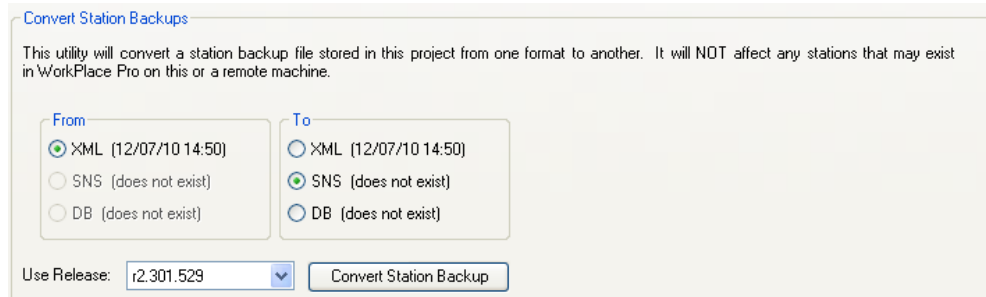 Convert Station Backups
This utility will convert a station backup file stored in this project from one format to another. It will NOT affect any stations that may exist
in WorkPlace Pro on this or a remote machine.
From
To
XML (12/07/10 14:50)
XML (12/07/10 14:50)
SNS (does not exist)
SNS (does not exist)
DB (does not exist)
DB (does not exist)
Use Release: r2.301.529 Convert Station Backup